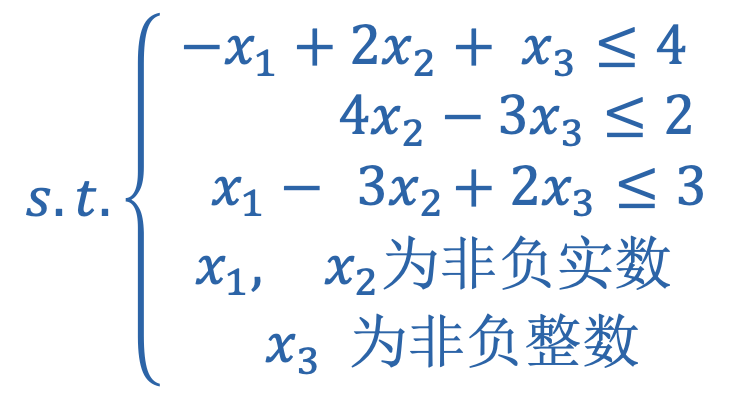 −x₁ + 2x₂ + x₃ ≤ 4
4x₂ − 3x₃ ≤ 2
s.t. x₁ − 3x₂ + 2x₃ ≤ 3
x₁, x₂为非负实数
x₃ 为非负整数